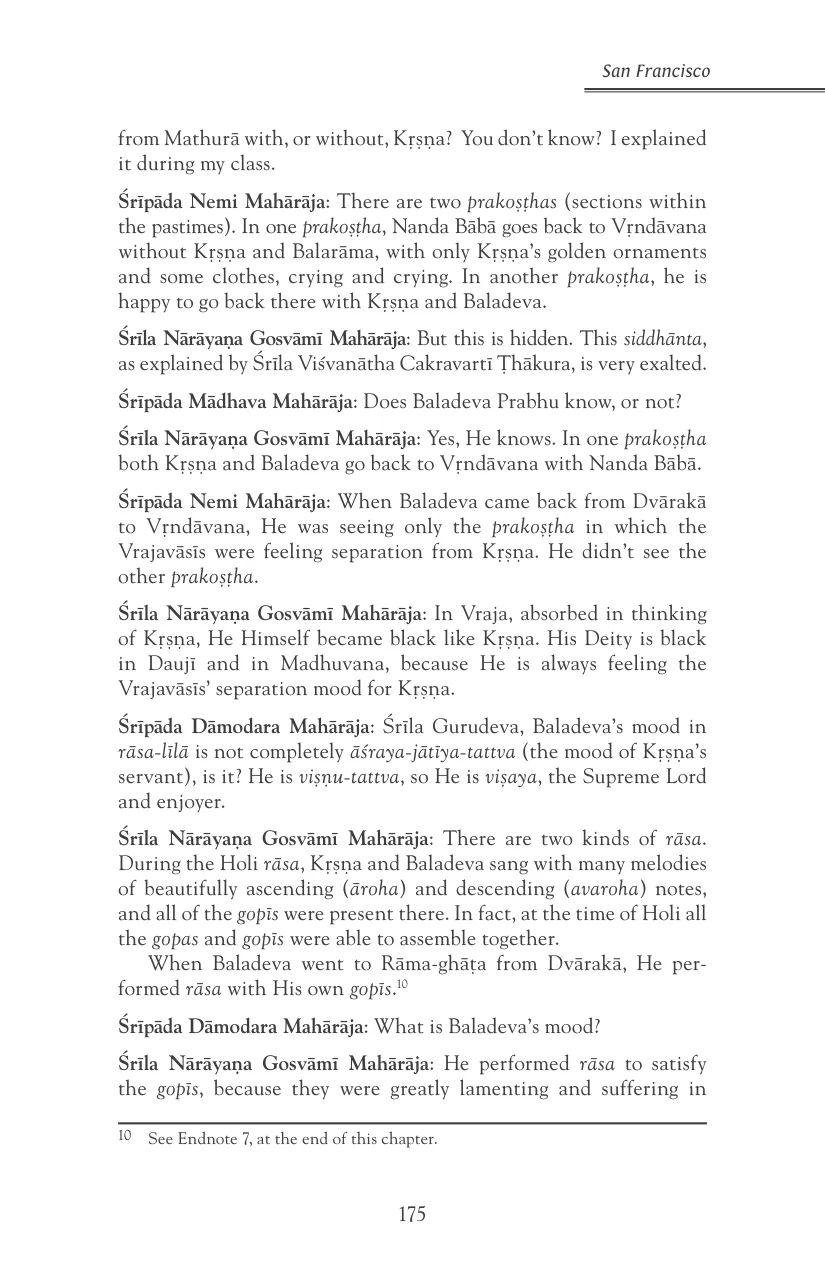 San Francisco
from Mathurā with, or without, Kṛṣṇa? You don’t know? I explained
it during my class.
Śrīpāda Nemi Mahārāja: There are two prakoṣṭhas (sections within
the pastimes). In one prakoṣṭha, Nanda Bābā goes back to Vṛndāvana
without Kṛṣṇa and Balarāma, with only Kṛṣṇa’s golden ornaments
and some clothes, crying and crying. In another prakoṣṭha, he is
happy to go back there with Kṛṣṇa and Baladeva.
Śrīla Nārāyaṇa Gosvāmī Mahārāja: But this is hidden. This siddhānta,
as explained by Śrīla Viśvanātha Cakravartī Ṭhākura, is very exalted.
Śrīpāda Mādhava Mahārāja: Does Baladeva Prabhu know, or not?
Śrīla Nārāyaṇa Gosvāmī Mahārāja: Yes, He knows. In one prakoṣṭha
both Kṛṣṇa and Baladeva go back to Vṛndāvana with Nanda Bābā.
Śrīpāda Nemi Mahārāja: When Baladeva came back from Dvārakā
to Vṛndāvana, He was seeing only the prakoṣṭha in which the
Vrajavāsīs were feeling separation from Kṛṣṇa. He didn’t see the
other prakoṣṭha.
Śrīla Nārāyaṇa Gosvāmī Mahārāja: In Vraja, absorbed in thinking
of Kṛṣṇa, He Himself became black like Kṛṣṇa. His Deity is black
in Daujī and in Madhuvana, because He is always feeling the
Vrajavāsīs’ separation mood for Kṛṣṇa.
Śrīpāda Dāmodara Mahārāja: Śrīla Gurudeva, Baladeva’s mood in
rāsa-līlā is not completely āśraya-jātīya-tattva (the mood of Kṛṣṇa’s
servant), is it? He is viṣṇu-tattva, so He is viṣaya, the Supreme Lord
and enjoyer.
Śrīla Nārāyaṇa Gosvāmī Mahārāja: There are two kinds of rāsa.
During the Holi rāsa, Kṛṣṇa and Baladeva sang with many melodies
of beautifully ascending (āroha) and descending (avaroha) notes,
and all of the gopīs were present there. In fact, at the time of Holi all
the gopas and gopīs were able to assemble together.
When Baladeva went to Rāma-ghāṭa from Dvārakā, He per-
formed rāsa with His own gopīs.10
Śrīpāda Dāmodara Mahārāja: What is Baladeva’s mood?
Śrīla Nārāyaṇa Gosvāmī Mahārāja: He performed rāsa to satisfy
the gopīs, because they were greatly lamenting and suffering in
10 See Endnote 7, at the end of this chapter.
175